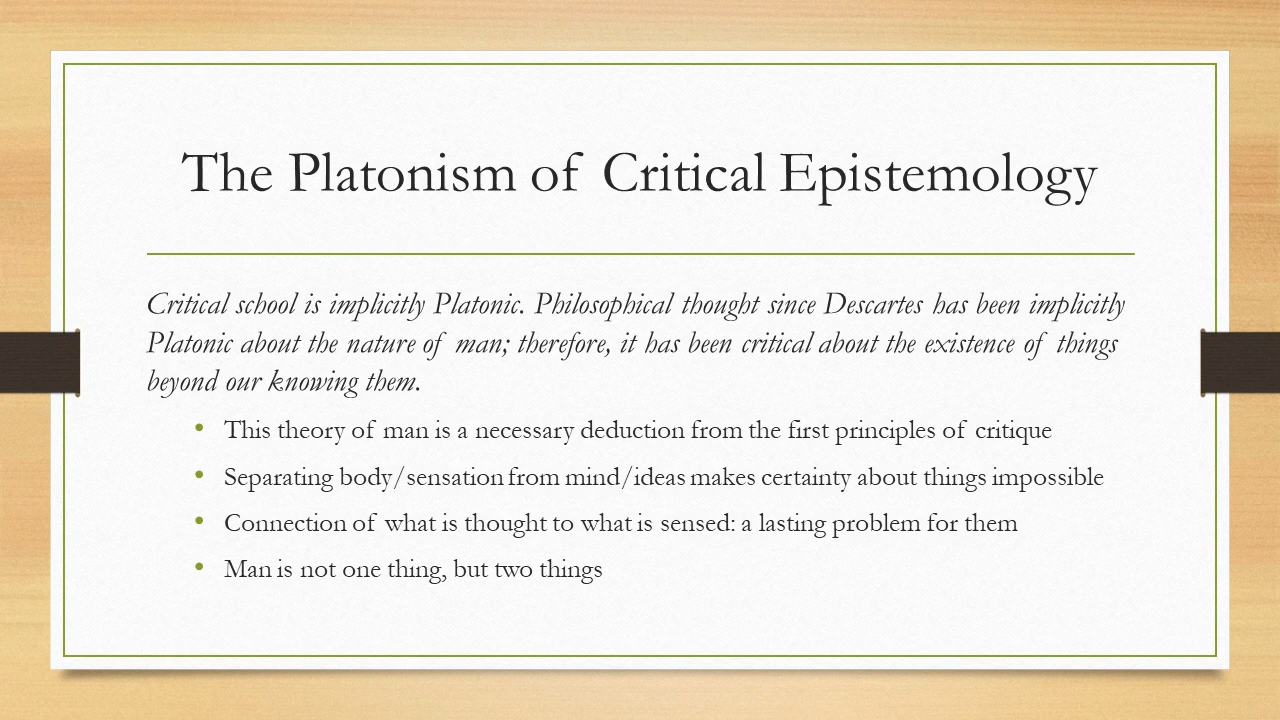 The Platonism of Critical Epistemology
Critical school is implicitly Platonic. Philosophical thought since Descartes has been implicitly
Platonic about the nature of man; therefore, it has been critical about the existence of things
beyond our knowing them.
• This theory of man is a necessary deduction from the first principles of critique
• Separating body/sensation from mind/ideas makes certainty about things impossible
• Connection of what is thought to what is sensed: a lasting problem for them
• Man is not one thing, but two things